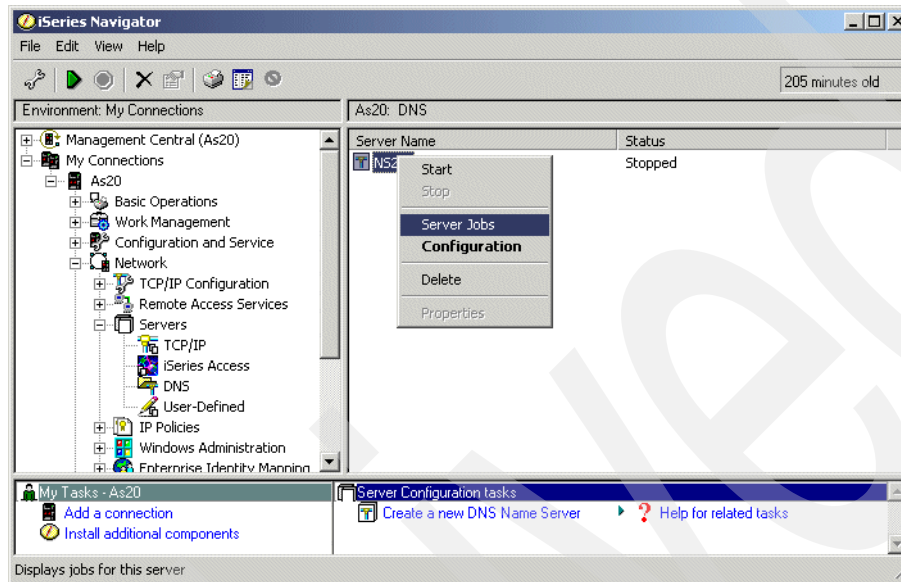 iSeries Navigator
File Edit View Help
205 minutes old
Environment: My Connections
As20: DNS
Management Central (As20)
My Connections
As20
Basic Operations
Work Management
Configuration and Service
Network
TCP/IP Configuration
Remote Access Services
Servers
TCP/IP
iSeries Access
DNS
User-Defined
IP Policies
Windows Administration
Enterprise Identity Mapping
Server Name Status
Stopped
Start
Stop
Server Jobs
Configuration
Delete
Properties
My Tasks - As20
Add a connection
Install additional components
Server Configuration tasks
Create a new DNS Name Server
Help for related tasks
Displays jobs for this server